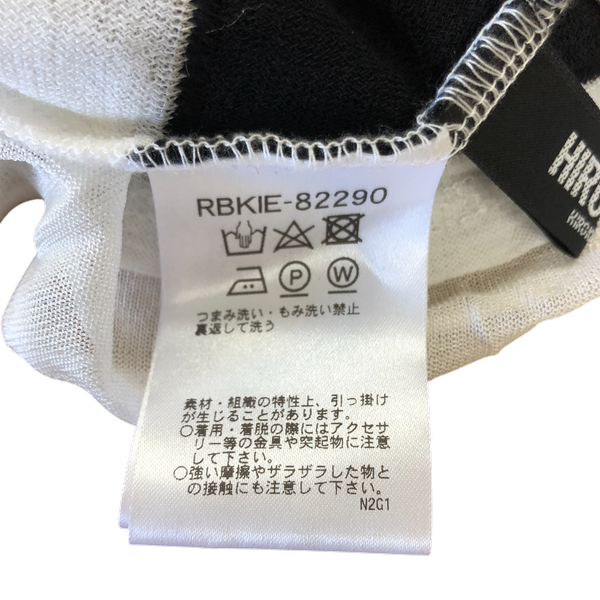 RBKIE-82290
P W
つまみ洗い・もみ洗い禁止
裏返して洗う
素材・組織の特性上、引っ掛け
が生じることがあります。
○着用・着脱の際にはアクセサ
リー等の金具や突起物に注意
して下さい。
○強い摩擦やザラザラした物と
の接触にも注意して下さい。
N2G1